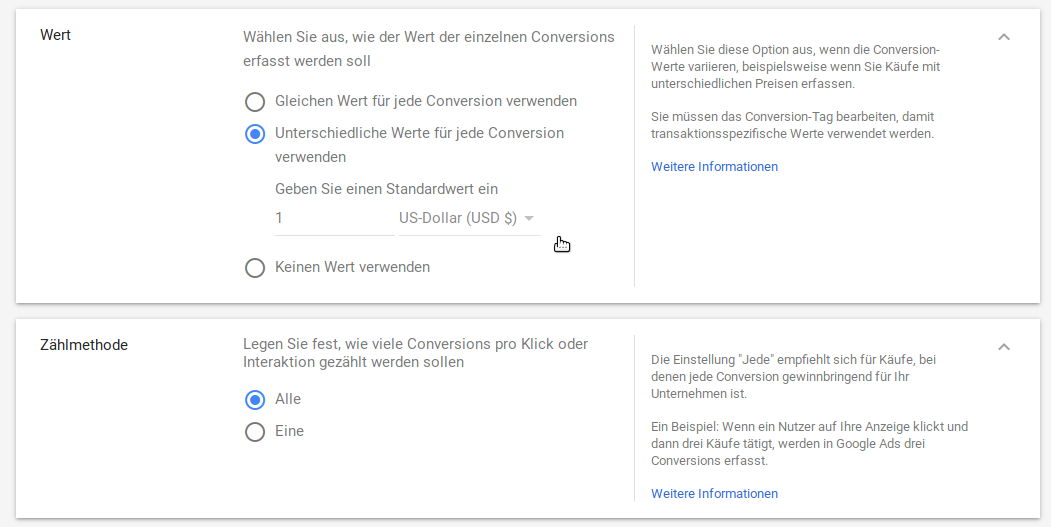 Wert
Wählen Sie aus, wie der Wert der einzelnen Conversions
erfasst werden soll
Gleichen Wert für jede Conversion verwenden
Unterschiedliche Werte für jede Conversion
verwenden
Geben Sie einen Standardwert ein
1 US-Dollar (USD $)
Keinen Wert verwenden
Wählen Sie diese Option aus, wenn die Conversion-
Werte variieren, beispielsweise wenn Sie Käufe mit
unterschiedlichen Preisen erfassen.
Sie müssen das Conversion-Tag bearbeiten, damit
transaktionsspezifische Werte verwendet werden.
Weitere Informationen
Zählmethode
Legen Sie fest, wie viele Conversions pro Klick oder
Interaktion gezählt werden sollen
Alle
Eine
Die Einstellung "Jede" empfiehlt sich für Käufe, bei
denen jede Conversion gewinnbringend für Ihr
Unternehmen ist.
Ein Beispiel: Wenn ein Nutzer auf Ihre Anzeige klickt und
dann drei Käufe tätigt, werden in Google Ads drei
Conversions erfasst.
Weitere Informationen